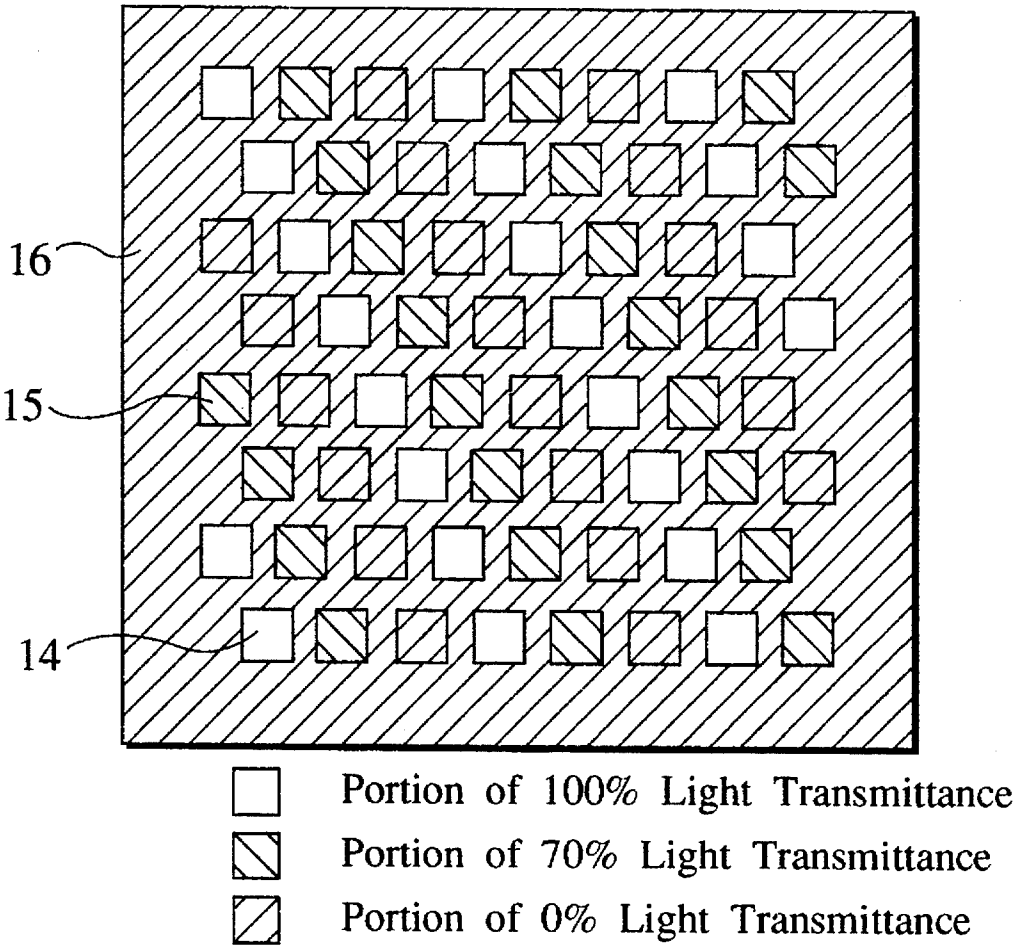 16
15
14
Portion of 100% Light Transmittance
Portion of 70% Light Transmittance
Portion of 0% Light Transmittance